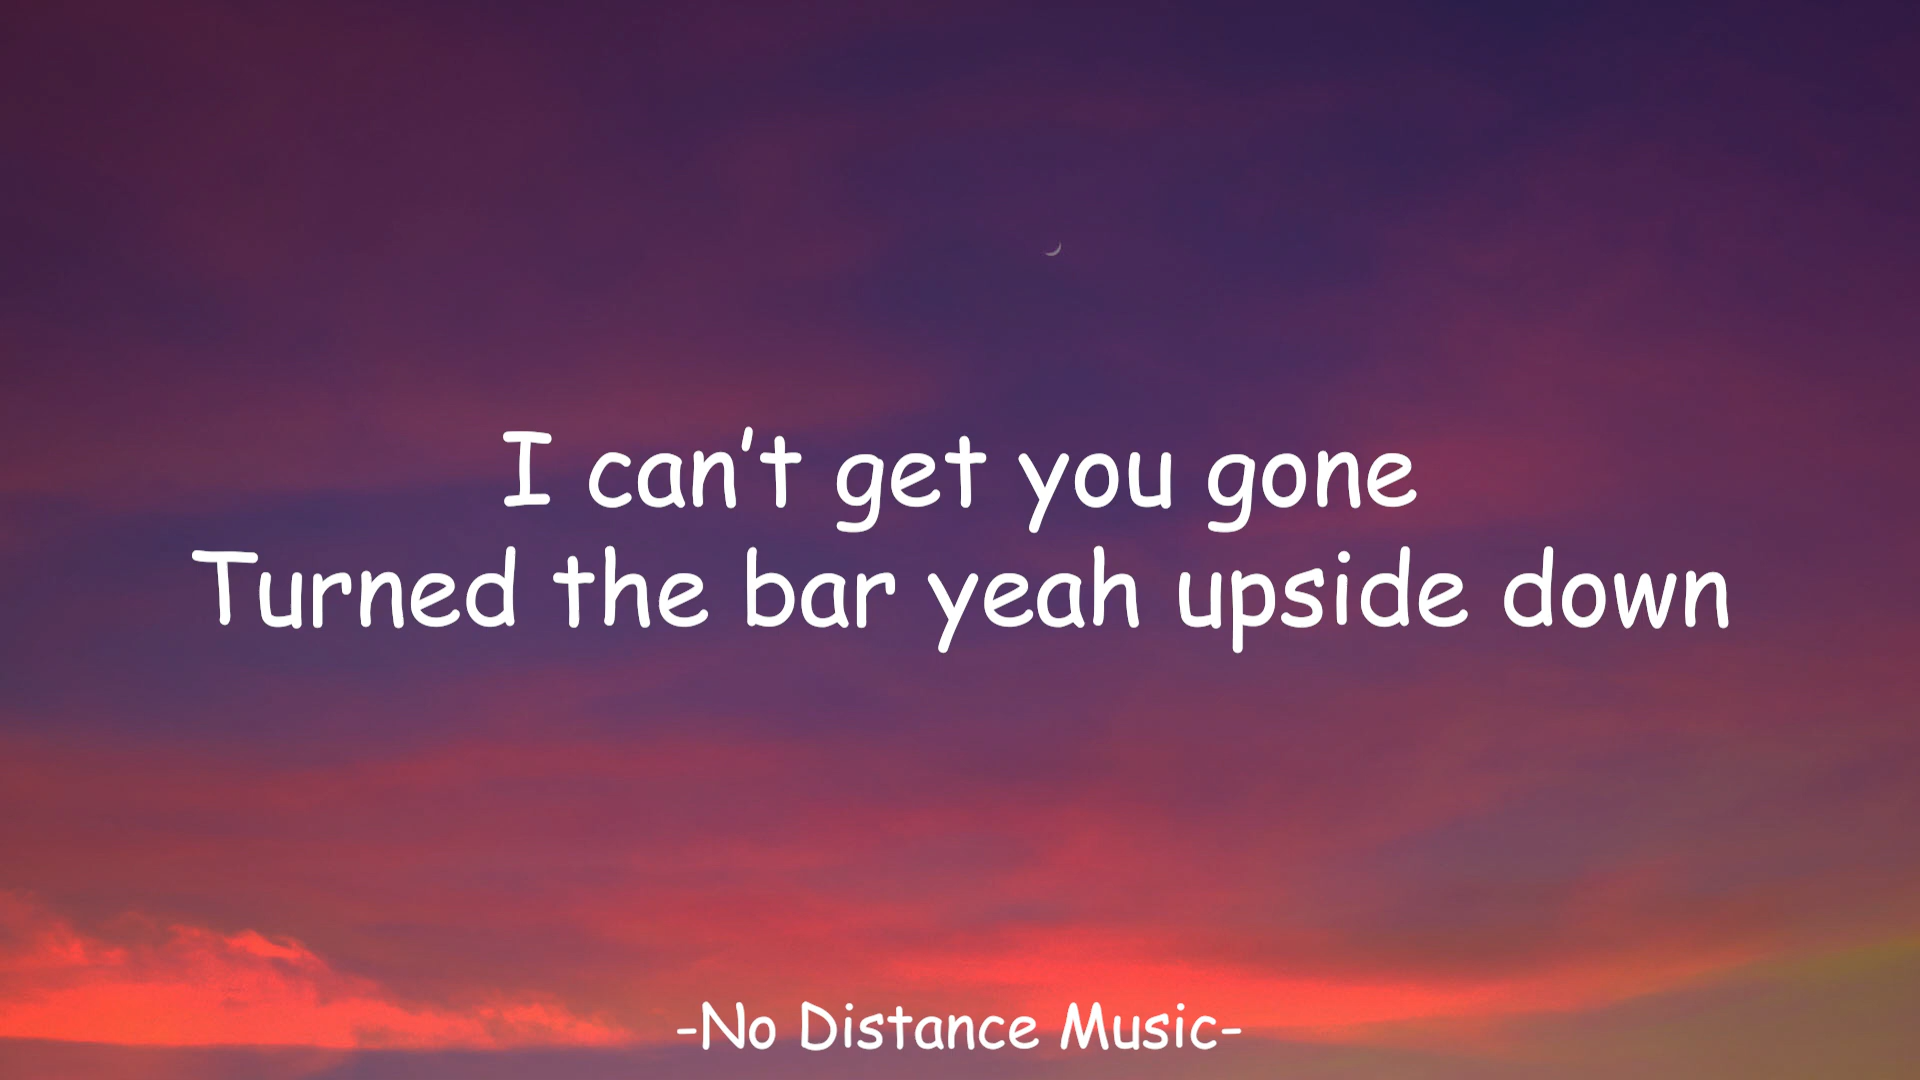 I can’t get you gone
Turned the bar yeah upside down
-No Distance Music-